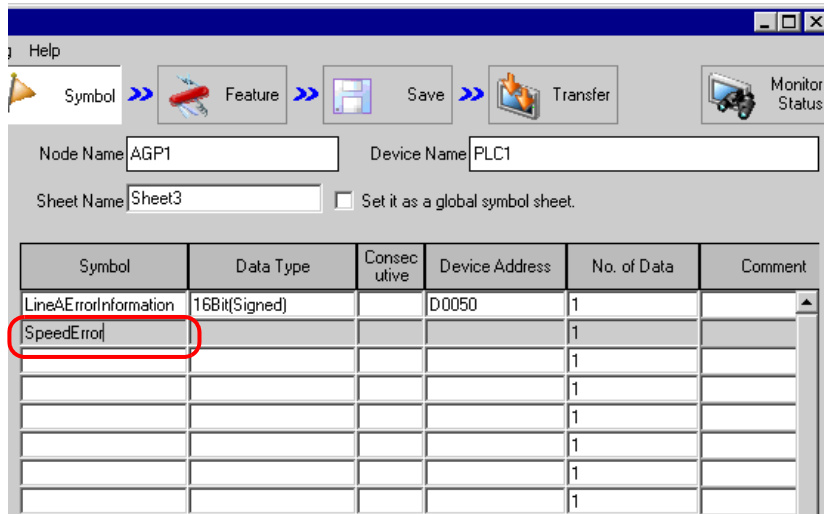 g Help
Symbol Feature Save Transfer Monitor Status
Node Name AGP1 Device Name PLC1
Sheet Name Sheet3 Set it as a global symbol sheet.
Symbol Data Type Consecutive Device Address No. of Data Comment
LineAErrorInformation 16Bit(Signed) D0050 1
SpeedError 1
1
1
1
1
1
1